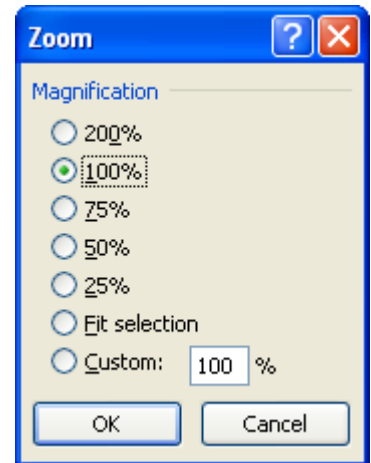 Zoom ?
Magnification
200%
100%
75%
50%
25%
Fit selection
Custom: 100 %
OK Cancel